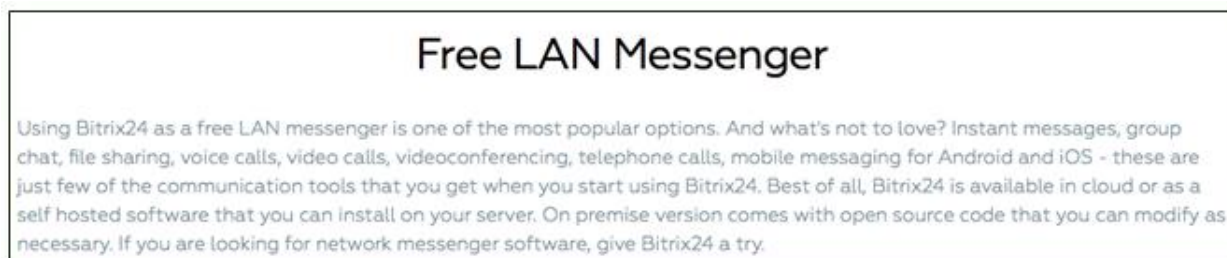 Free LAN Messenger
Using Bitrix24 as a free LAN messenger is one of the most popular options. And what's not to love? Instant messages, group
chat, file sharing, voice calls, video calls, videoconferencing, telephone calls, mobile messaging for Android and iOS - these are
just few of the communication tools that you get when you start using Bitrix24. Best of all, Bitrix24 is available in cloud or as a
self hosted software that you can install on your server. On premise version comes with open source code that you can modify as
necessary. If you are looking for network messenger software, give Bitrix24 a try.